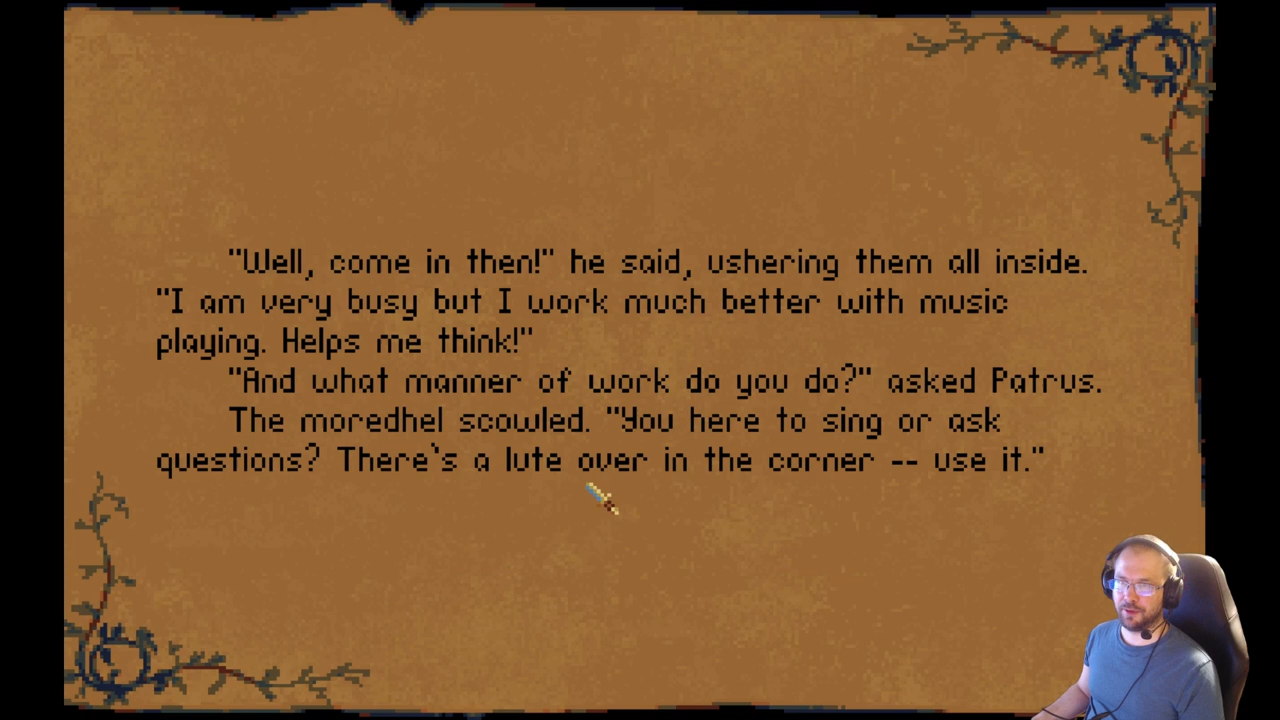 "Well, come in then!" he said, ushering them all inside.
"I am very busy but I work much better with music
playing. Helps me think!"
"And what manner of work do you do?" asked Patrus.
The moredhel scowled. "You here to sing or ask
questions? There's a lute over in the corner -- use it."